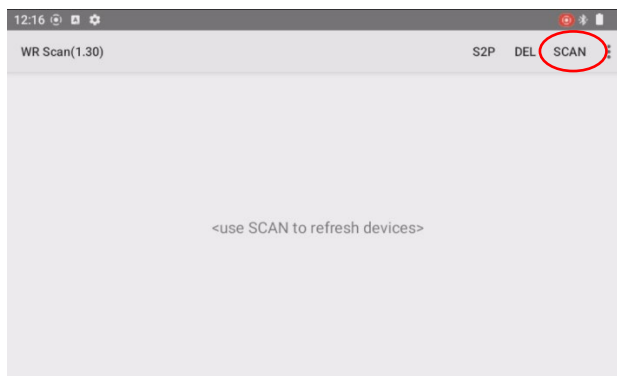 12:16
WR Scan(1.30) S2P DEL SCAN
<use SCAN to refresh devices>